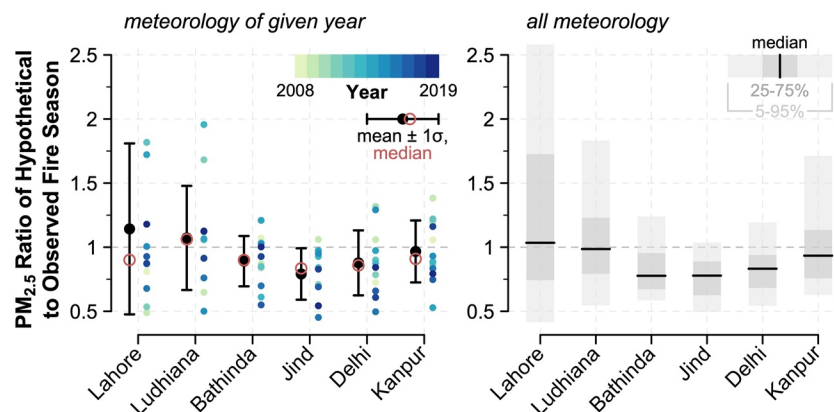 meteorology of given year
all meteorology
PM2.5 Ratio of Hypothetical
to Observed Fire Season
2.5
2
1.5
1
0.5
2008 Year 2019
mean ± 1σ,
median
Lahore
Ludhiana
Bathinda
Jind
Delhi
Kanpur
2.5
2
1.5
1
0.5
median
25-75%
5-95%
Lahore
Ludhiana
Bathinda
Jind
Delhi
Kanpur